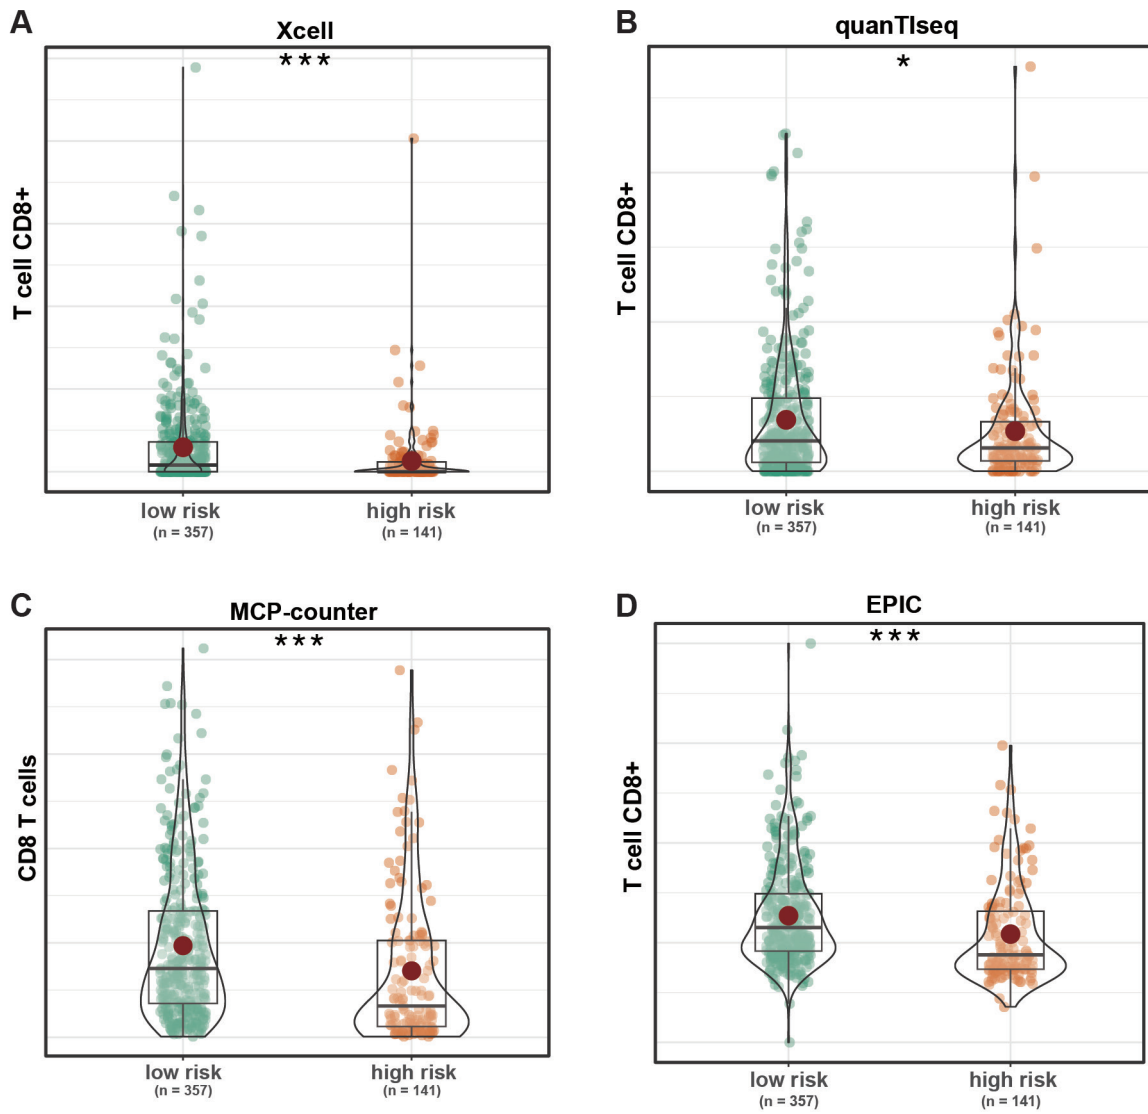 A
Xcell
***
T cell CD8+
low risk
(n = 357)
high risk
(n = 141)
B
quanTIseq
*
T cell CD8+
low risk
(n = 357)
high risk
(n = 141)
C
MCP-counter
***
CD8 T cells
low risk
(n = 357)
high risk
(n = 141)
D
EPIC
***
T cell CD8+
low risk
(n = 357)
high risk
(n = 141)